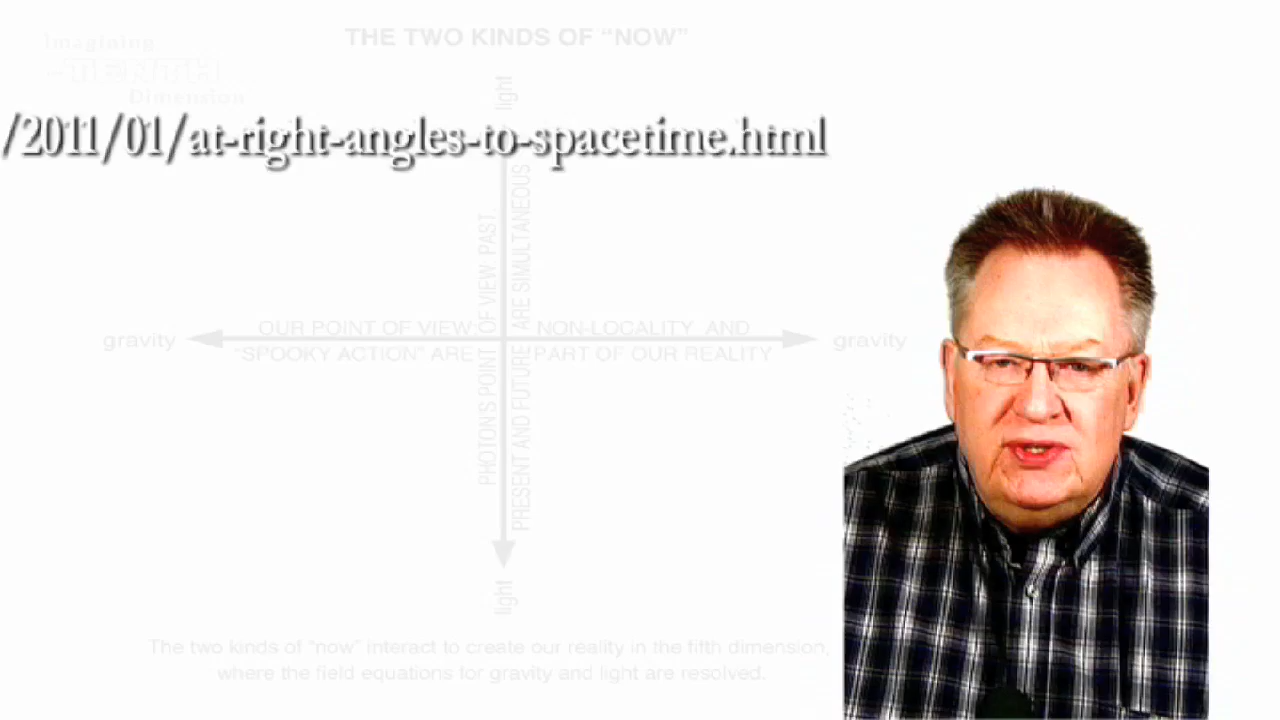 THE TWO KINDS OF “NOW”
Imagining
Dimension
light
/2011/01/at-right-angles-to-spacetime.html
gravity
OUR POINT OF VIEW NON-LOCALITY AND
“SPOOKY ACTION” ARE PART OF OUR REALITY
gravity
PHOTON'S POINT OF VIEW PAST,
PRESENT AND FUTURE ARE SIMULTANEOUS
light
The two kinds of “now” interact to create our reality in the fifth dimension,
where the field equations for gravity and light are resolved.